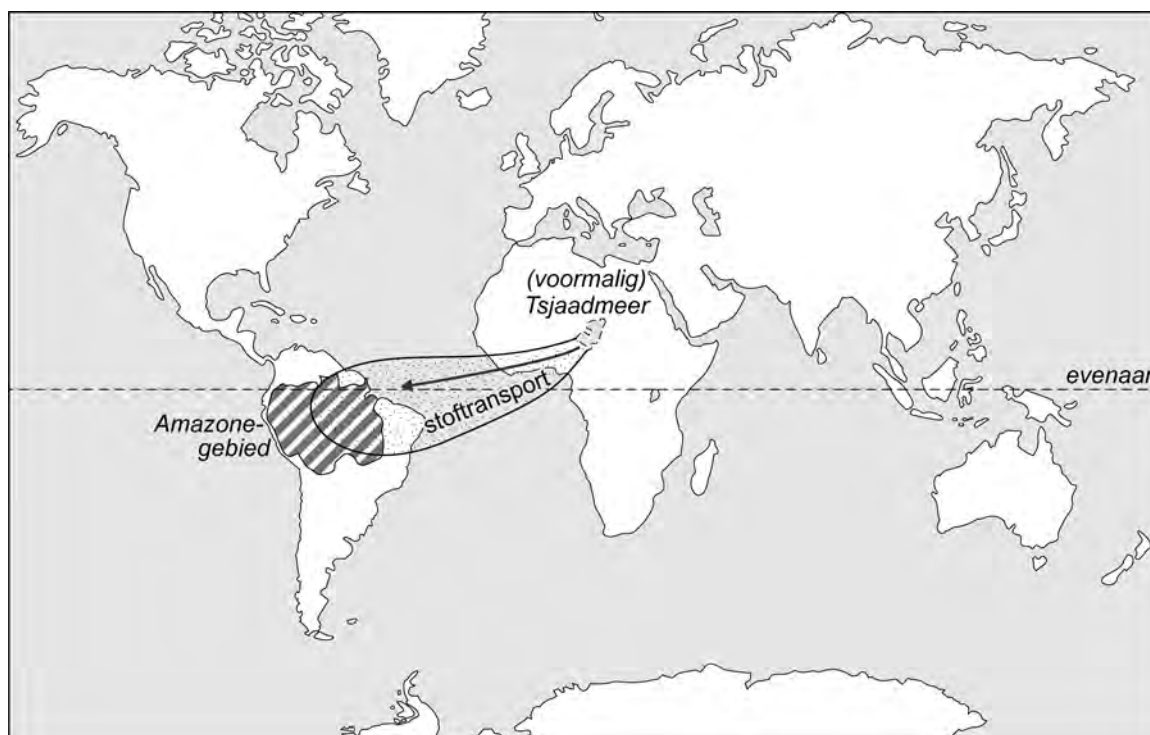 (voormalig)
Tsjaadmeer
evenaar
stoftransport
Amazone-
gebied